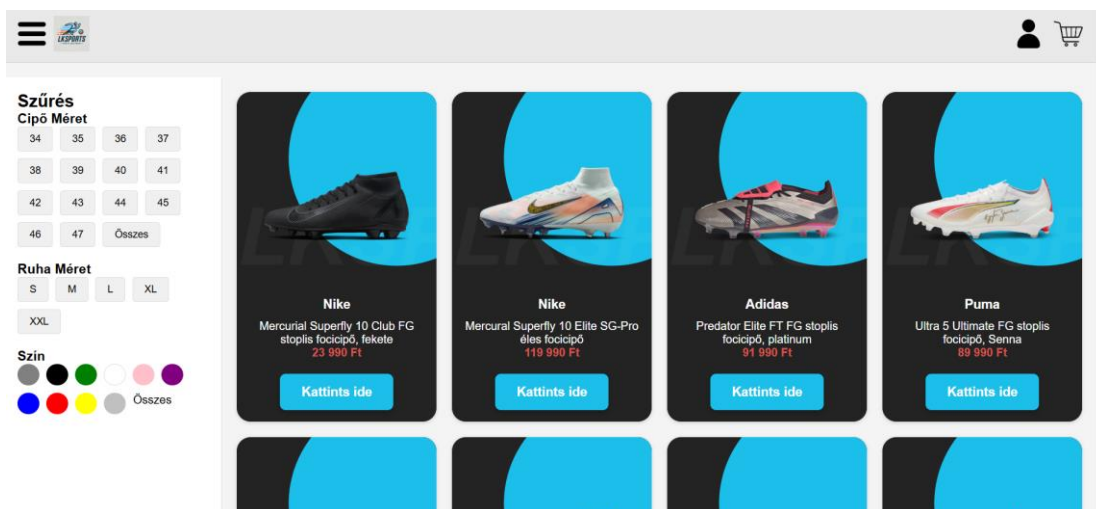 LKSPORTS
Szűrés
Cipő Méret
34 35 36 37
38 39 40 41
42 43 44 45
46 47 Összes
Ruha Méret
S M L XL
XXL
Szín
Összes
Nike
Mercurial Superfly 10 Club FG
stoplis focicipő, fekete
23 990 Ft
Kattints ide
Nike
Mercural Superfly 10 Elite SG-Pro
éles focicipő
119 990 Ft
Kattints ide
Adidas
Predator Elite FT FG stoplis
focicipő, platinum
91 990 Ft
Kattints ide
Puma
Ultra 5 Ultimate FG stoplis
focicipő, Senna
89 990 Ft
Kattints ide